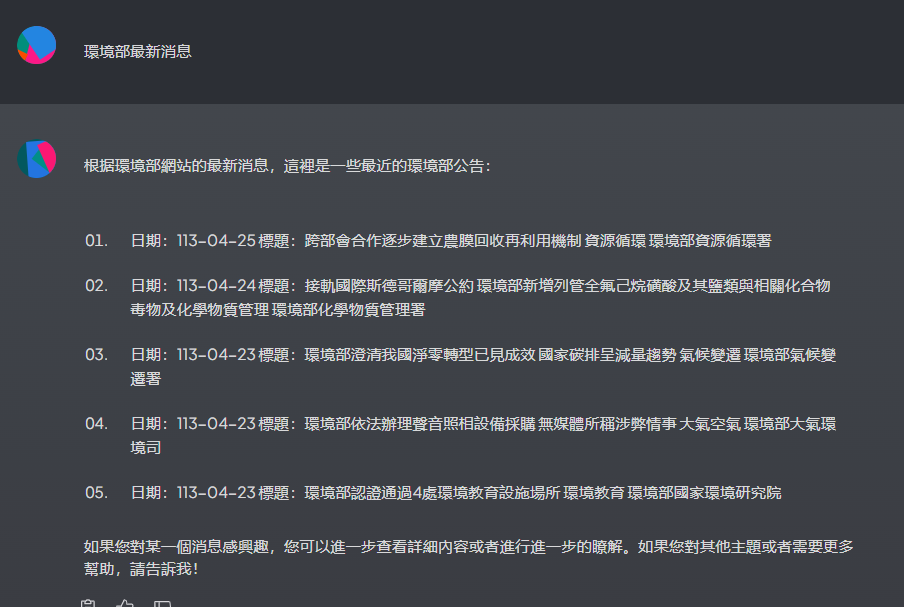 環境部最新消息
根据環境部網站的最新消息，這裡是一些最近的環境部公告：
01. 日期：113-04-25 標題：跨部會合作逐步建立農膜回收再利用機制 資源循環 環境部資源循環署
02. 日期：113-04-24 標題：接軌國際斯德哥爾摩公約 環境部新增列管全氟己烷磺酸及其鹽類與相關化合物
毒物及化學物質管理 環境部化學物質管理署
03. 日期：113-04-23 標題：環境部澄清我國淨零轉型已見成效 國家碳排呈減量趨勢 氣候變遷 環境部氣候變
遷署
04. 日期：113-04-23 標題：環境部依法辦理聲音照相設備採購 無媒體所稱涉弊情事 大氣空氣 環境部大氣環
境司
05. 日期：113-04-23 標題：環境部認證通過4處環境教育設施場所 環境教育 環境部國家環境研究院
如果您對某一個消息感興趣，您可以進一步查看詳細內容或者進行進一步的瞭解。如果您對其他主題或者需要更多
幫助，請告訴我！